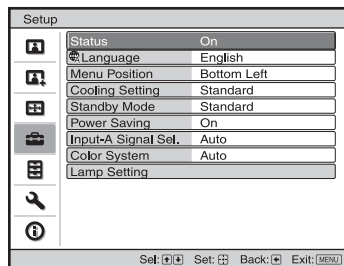 Setup
Status On
Language English
Menu Position Bottom Left
Cooling Setting Standard
Standby Mode Standard
Power Saving On
Input-A Signal Sel. Auto
Color System Auto
Lamp Setting
Sel: Set: Back: Exit: MENU